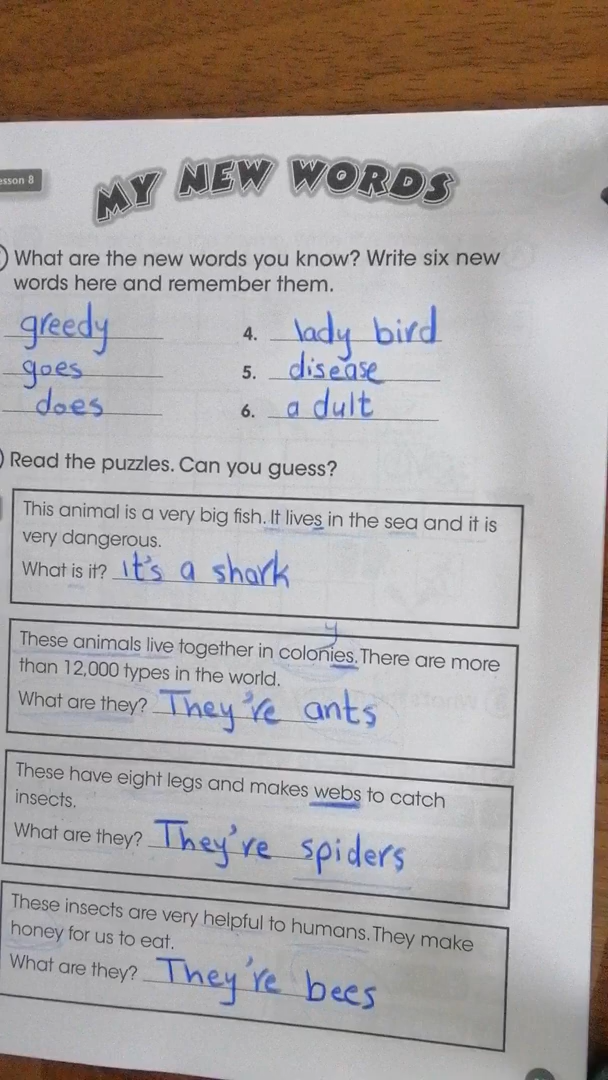 esson 8
MY NEW WORDS
What are the new words you know? Write six new
words here and remember them.
greedy
goes
does
4. lady bird
5. disease
6. a dult
Read the puzzles. Can you guess?
This animal is a very big fish. It lives in the sea and it is
very dangerous.
What is it? it's a shark
y
These animals live together in colonies. There are more
than 12,000 types in the world.
What are they? They're ants
These have eight legs and makes webs to catch
insects.
What are they? They're spiders
These insects are very helpful to humans. They make
honey for us to eat.
What are they? They're bees